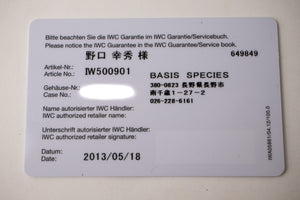 Bitte beachten Sie die IWC Garantie im IWC Garantie/Servicebuch.
Please notice the IWC Guarantee in the IWC Guarantee/Service book.
野口 幸秀 様 649849
Artikel-Nr.:
Article No.: IW500901 BASIS SPECIES
Gehäuse-Nr.: 380-0823 長野県長野市
Case No.: 南千歳1-27-2
026-228-6161
Name autorisierter IWC Händler:
IWC authorized retailer name:
Unterschrift autorisierter IWC Händler:
IWC authorized retailer signature:
Datum
Date 2013/05/18